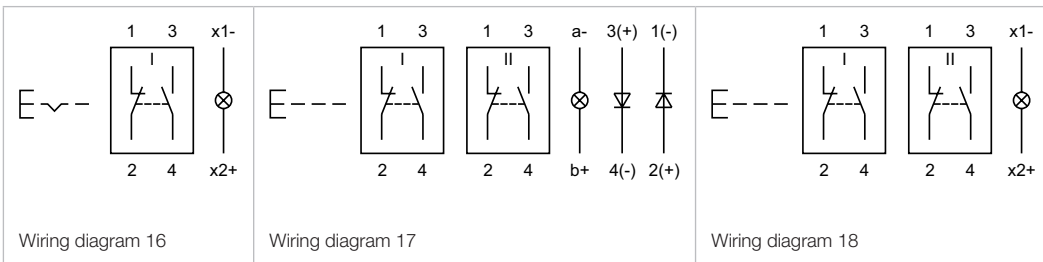 1 3 x1-
I
2 4 x2+
Wiring diagram 16
1 3 1 3 a- 3(+) 1(-)
I II
2 4 2 4 b+ 4(-) 2(+)
Wiring diagram 17
1 3 1 3 x1-
I II
2 4 2 4 x2+
Wiring diagram 18